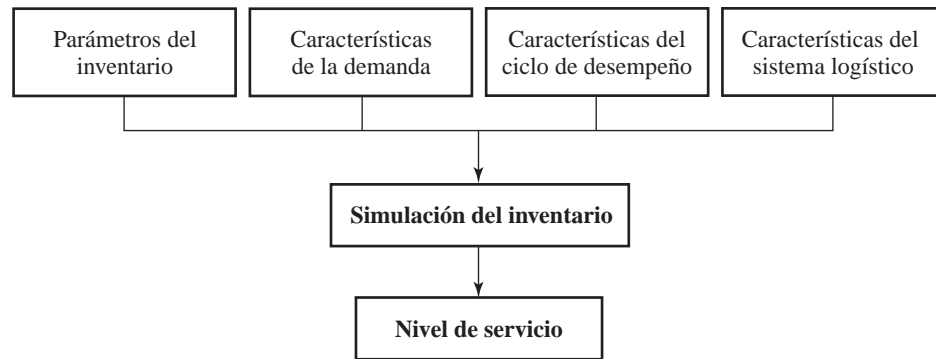 Parámetros del
inventario
Características
de la demanda
Características del
ciclo de desempeño
Características del
sistema logístico
Simulación del inventario
Nivel de servicio